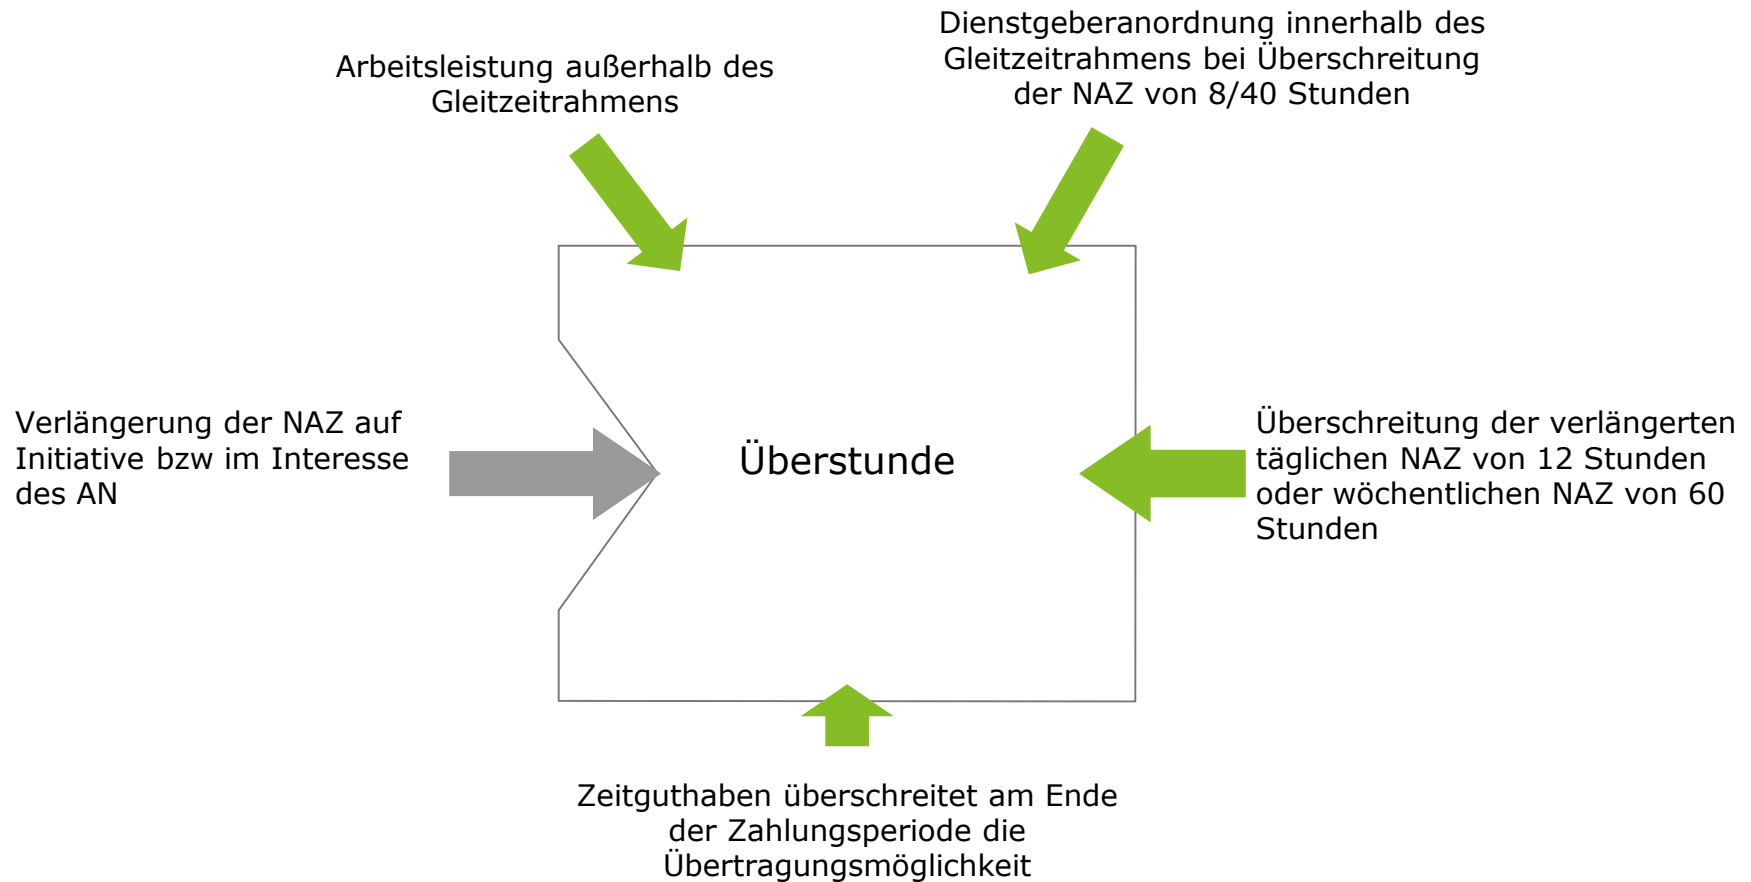 Arbeitsleistung außerhalb des
Gleitzeitrahmens
Dienstgeberanordnung innerhalb des
Gleitzeitrahmens bei Überschreitung
der NAZ von 8/40 Stunden
Verlängerung der NAZ auf
Initiative bzw im Interesse
des AN
Überstunde
Überschreitung der verlängerten
täglichen NAZ von 12 Stunden
oder wöchentlichen NAZ von 60
Stunden
Zeitguthaben überschreitet am Ende
der Zahlungsperiode die
Übertragungsmöglichkeit